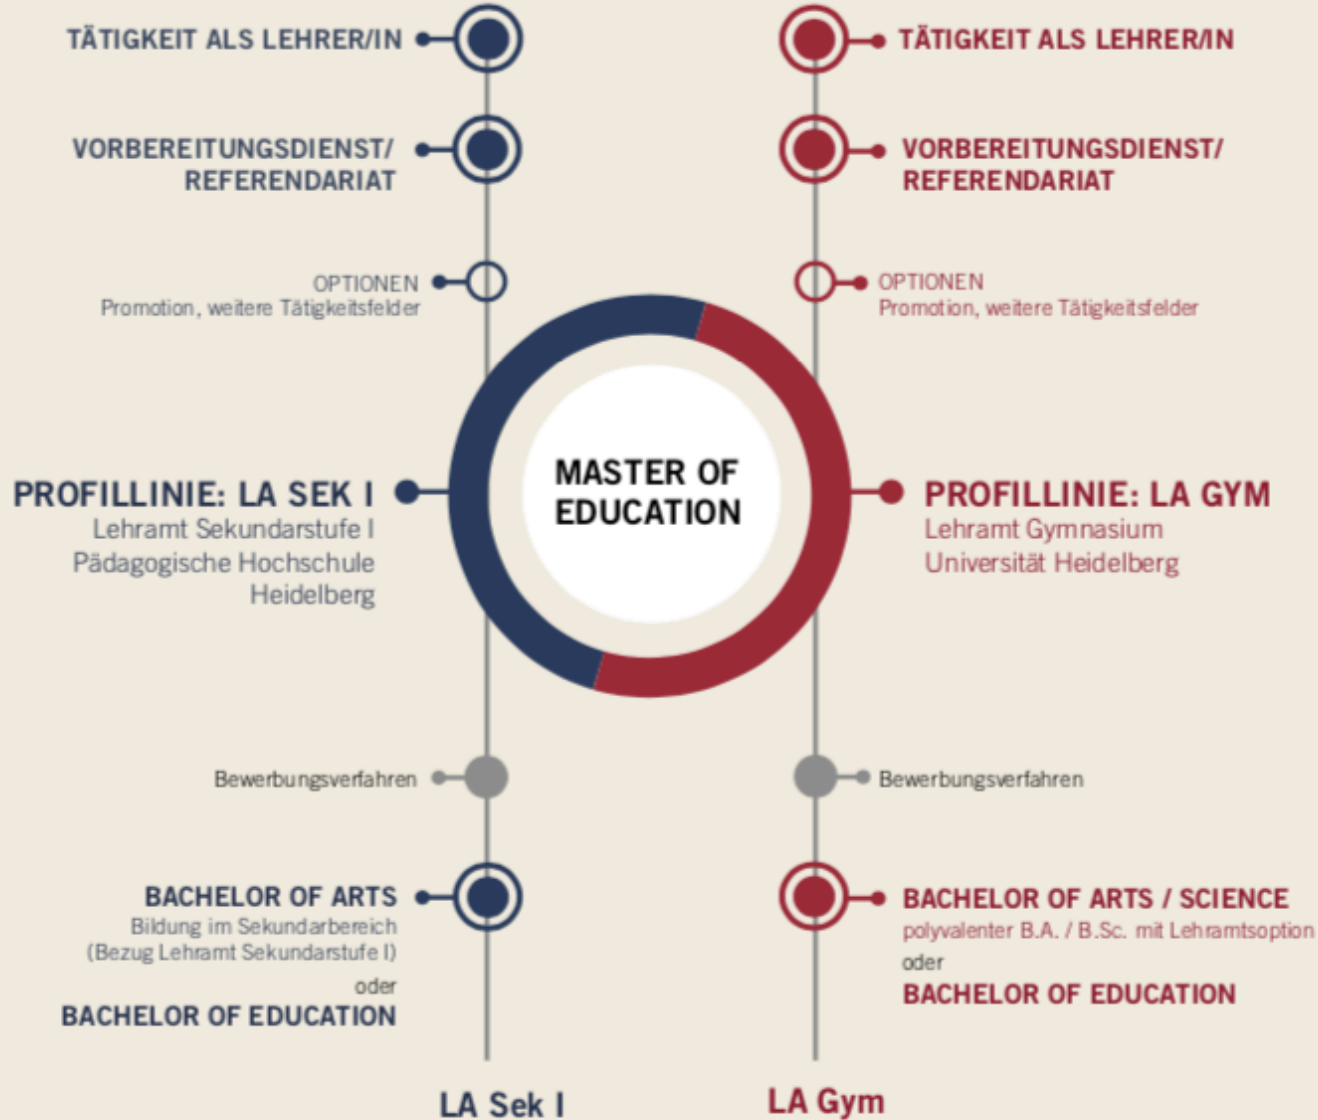 TÄTIGKEIT ALS LEHRER/IN
TÄTIGKEIT ALS LEHRER/IN
VORBEREITUNGSDIENST/
REFERENDARIAT
VORBEREITUNGSDIENST/
REFERENDARIAT
OPTIONEN
Promotion, weitere Tätigkeitsfelder
OPTIONEN
Promotion, weitere Tätigkeitsfelder
MASTER OF
EDUCATION
PROFILLINIE: LA SEK I
Lehramt Sekundarstufe I
Pädagogische Hochschule
Heidelberg
PROFILLINIE: LA GYM
Lehramt Gymnasium
Universität Heidelberg
Bewerbungsverfahren
Bewerbungsverfahren
BACHELOR OF ARTS
Bildung im Sekundarbereich
(Bezug Lehramt Sekundarstufe I)
oder
BACHELOR OF EDUCATION
BACHELOR OF ARTS / SCIENCE
polyvalenter B.A. / B.Sc. mit Lehramtsoption
oder
BACHELOR OF EDUCATION
LA Sek I
LA Gym